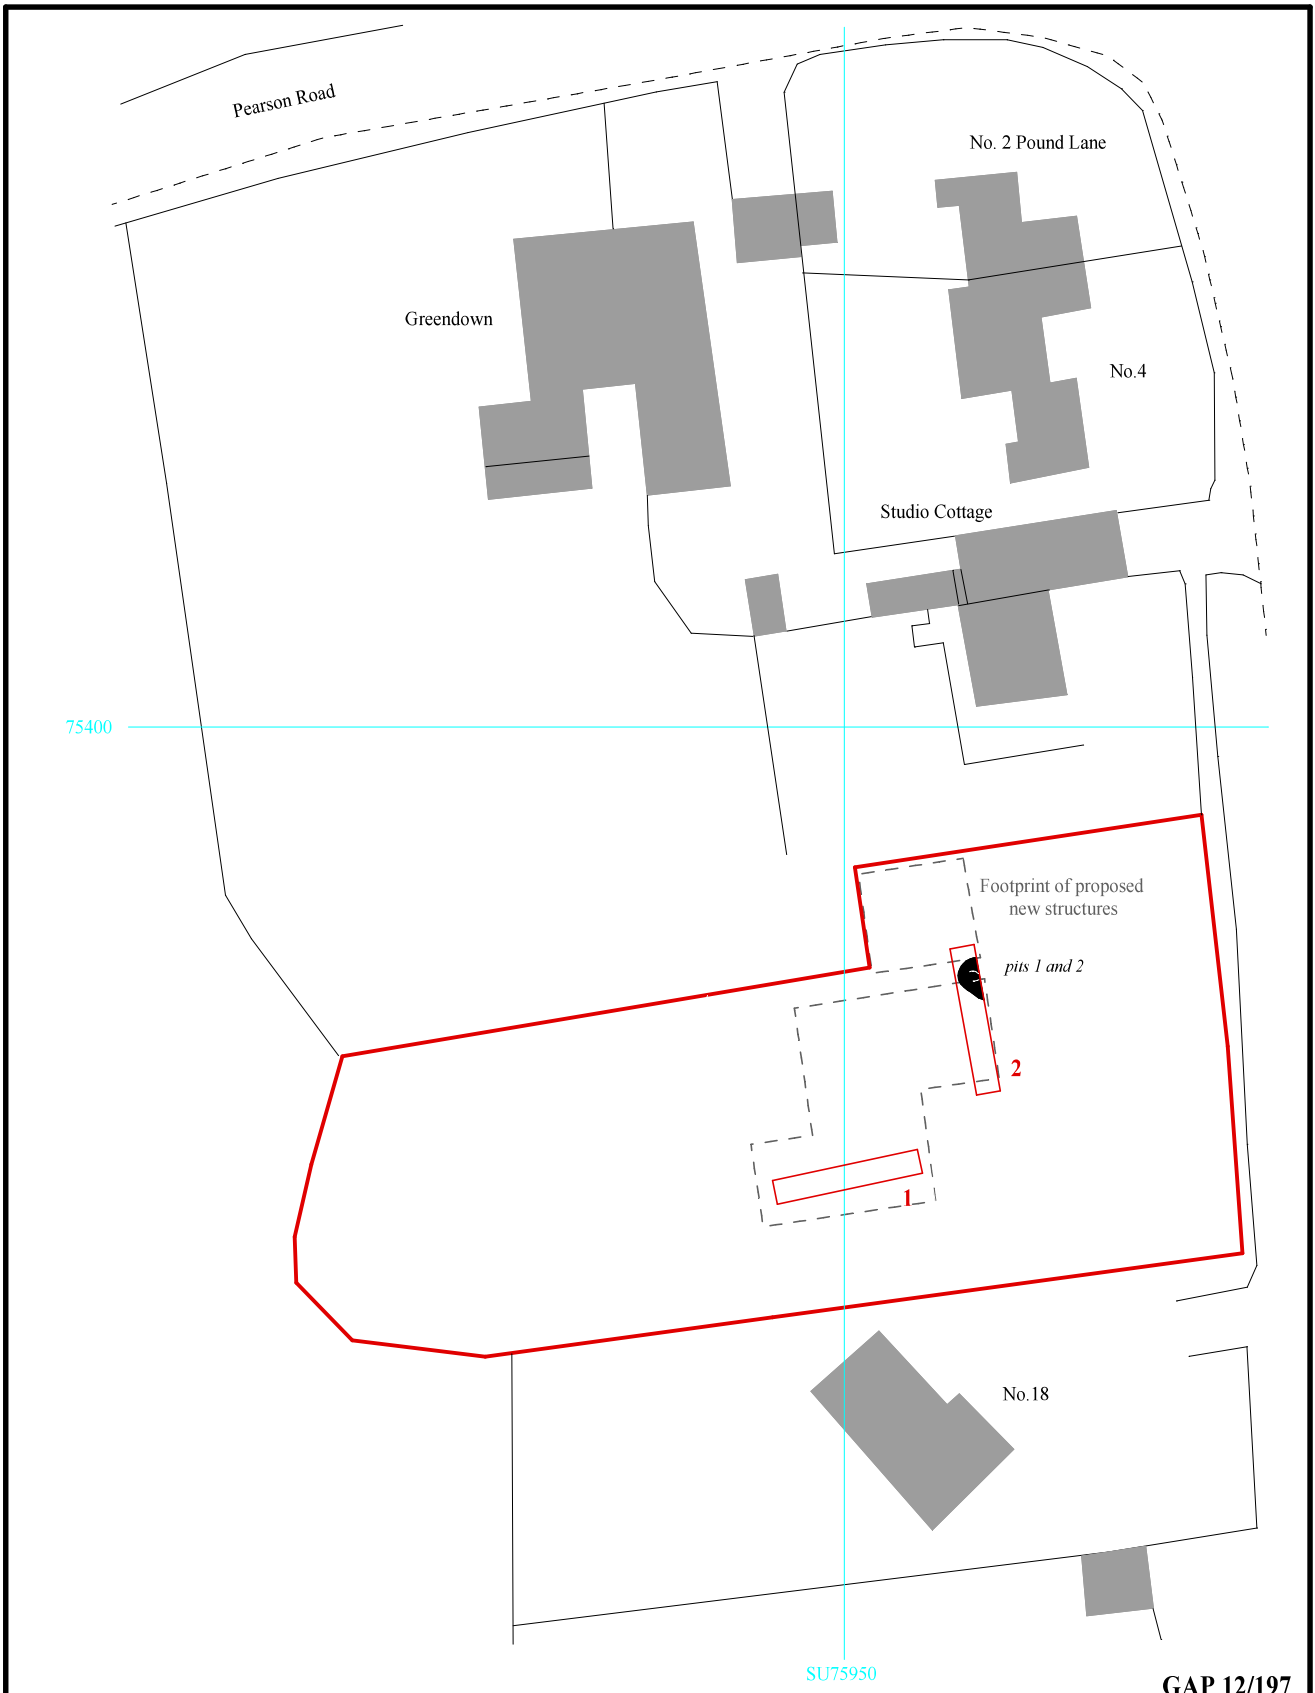 Pearson Road
No. 2 Pound Lane
Greendown
No.4
Studio Cottage
75400
Footprint of proposed
new structures
pits 1 and 2
2
1
No.18
SU75950
GAP 12/197